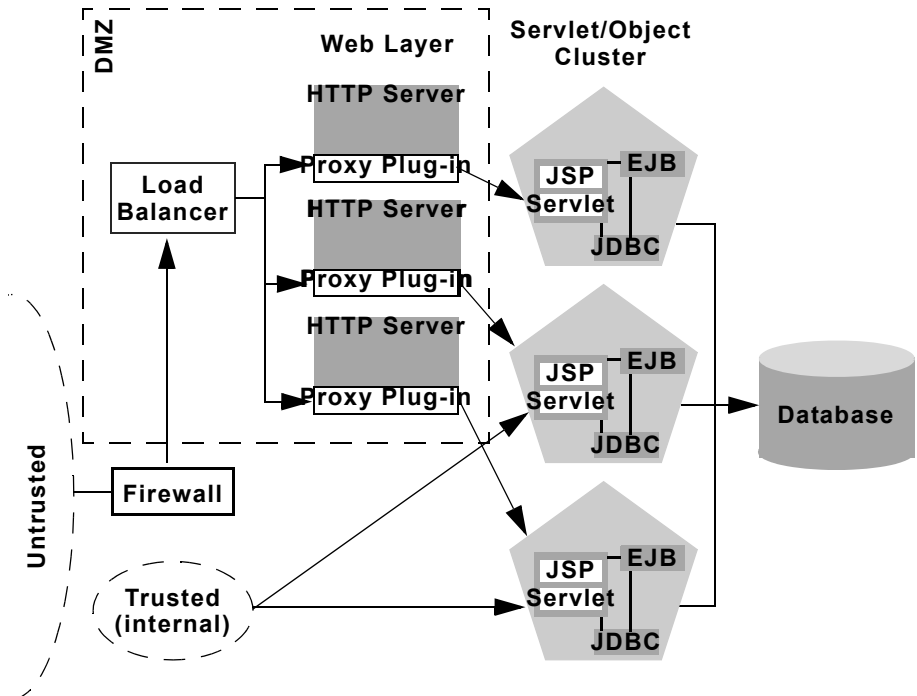 DMZ
Web Layer
Servlet/Object
Cluster
HTTP Server
Proxy Plug-in
Load
Balancer
HTTP Server
Proxy Plug-in
HTTP Server
Proxy Plug-in
JSP
Servlet
EJB
JDBC
JSP
Servlet
EJB
JDBC
JSP
Servlet
EJB
JDBC
Database
Untrusted
Firewall
Trusted
(internal)